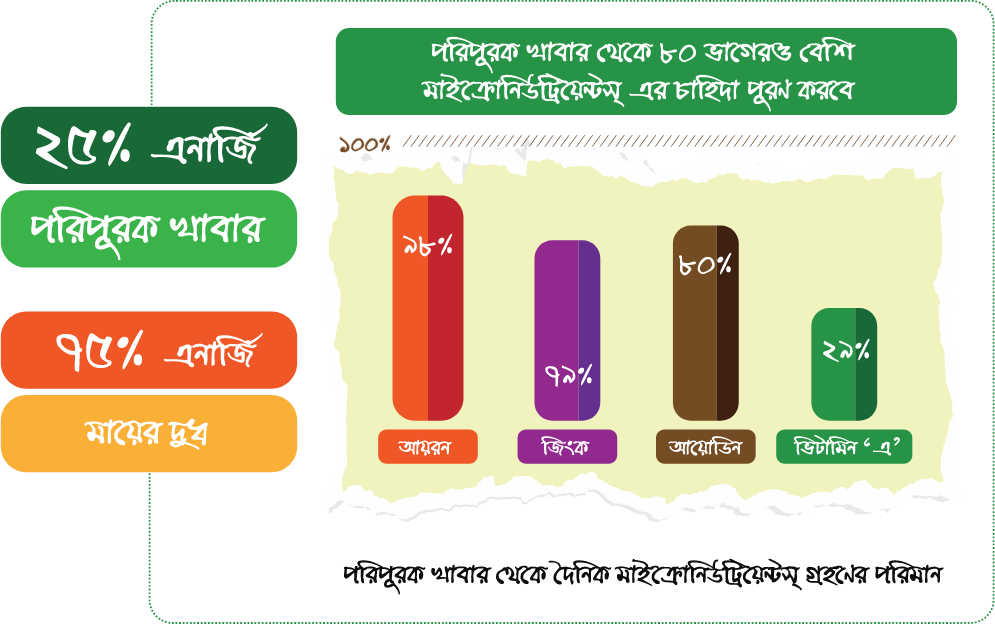 পরিপূরক খাবার থেকে ৮০ ভাগেরও বেশি
মাইক্রোনিউট্রিয়েন্টস্ এর চাহিদা পূরণ করবে
২৫% এনার্জি
পরিপূরক খাবার
৭৫% এনার্জি
মায়ের দুধ
১০০%
৯৮%
৭৯%
৮০%
২৯%
আয়রন
জিংক
আয়োডিন
ভিটামিন ‘এ’
পরিপূরক খাবার থেকে দৈনিক মাইক্রোনিউট্রিয়েন্টস্ গ্রহণের পরিমান